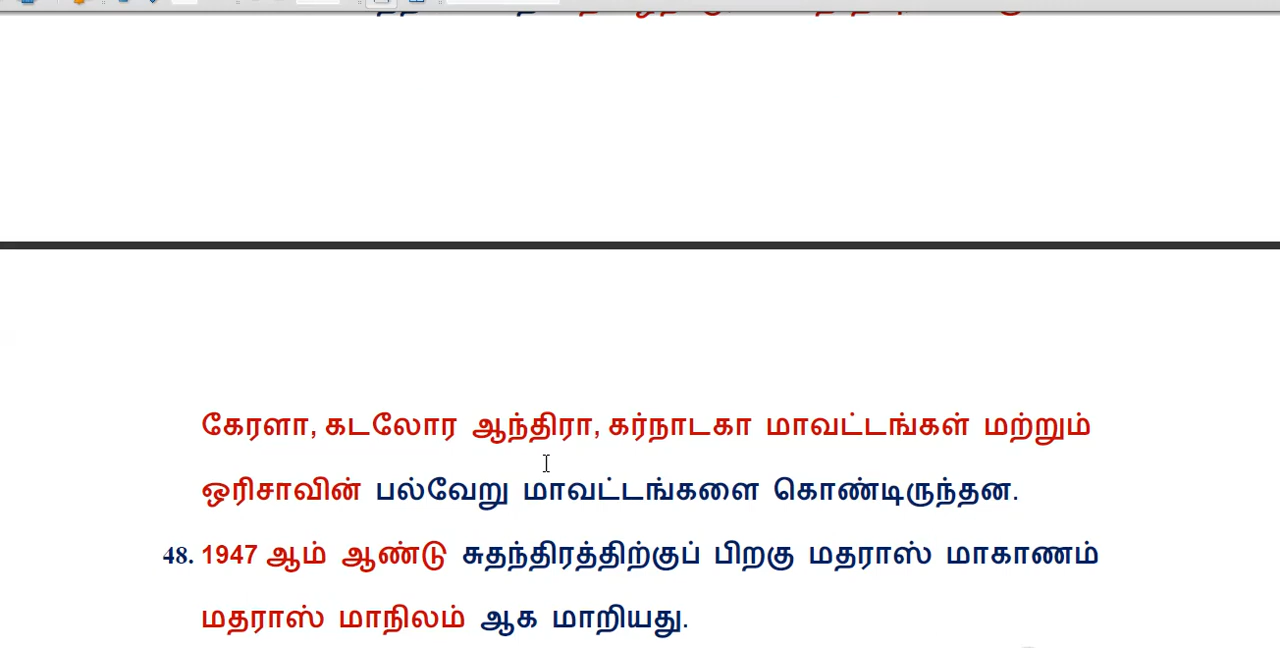 கேரளா, கடலோர ஆந்திரா, கர்நாடகா மாவட்டங்கள் மற்றும்
ஒரிசாவின் பல்வேறு மாவட்டங்களை கொண்டிருந்தன.
48. 1947 ஆம் ஆண்டு சுதந்திரத்திற்குப் பிறகு மதராஸ் மாகாணம்
மதராஸ் மாநிலம் ஆக மாறியது.